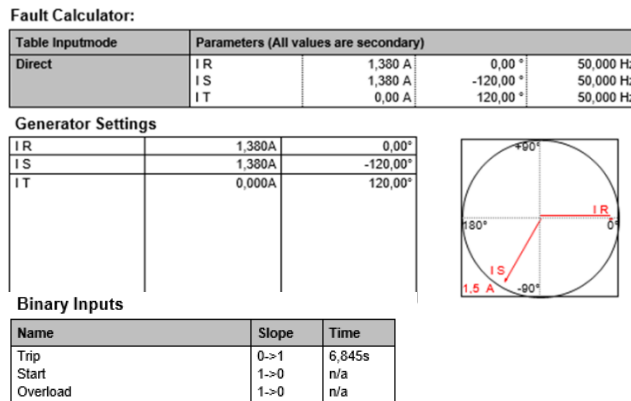 Fault Calculator:
Table Inputmode Parameters (All values are secondary)
Direct I R 1,380 A 0,00 ° 50,000 Hz
I S 1,380 A -120,00 ° 50,000 Hz
I T 0,00 A 120,00 ° 50,000 Hz
Generator Settings
I R 1,380A 0,00°
I S 1,380A -120,00°
I T 0,000A 120,00°
+90°
I R
180° 0°
I S
1,5 A -90°
Binary Inputs
Name Slope Time
Trip 0->1 6,845s
Start 1->0 n/a
Overload 1->0 n/a